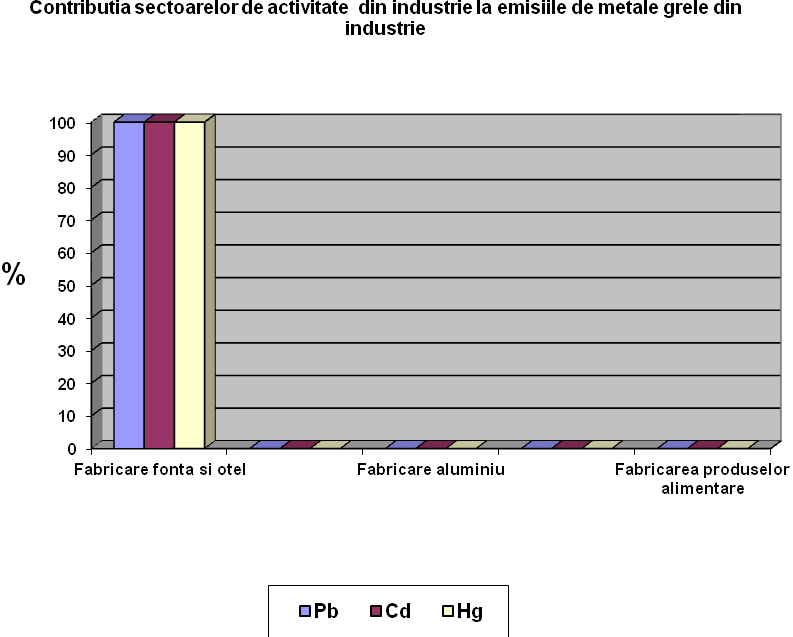 Contributia sectoarelor de activitate  din industrie la emisiile de metale grele din
industrie
100
90
80
70
60
50
40
30
20
10
0
%
Fabricare fonta si otel
Fabricare aluminiu
Fabricarea produselor
alimentare
Pb
Cd
Hg